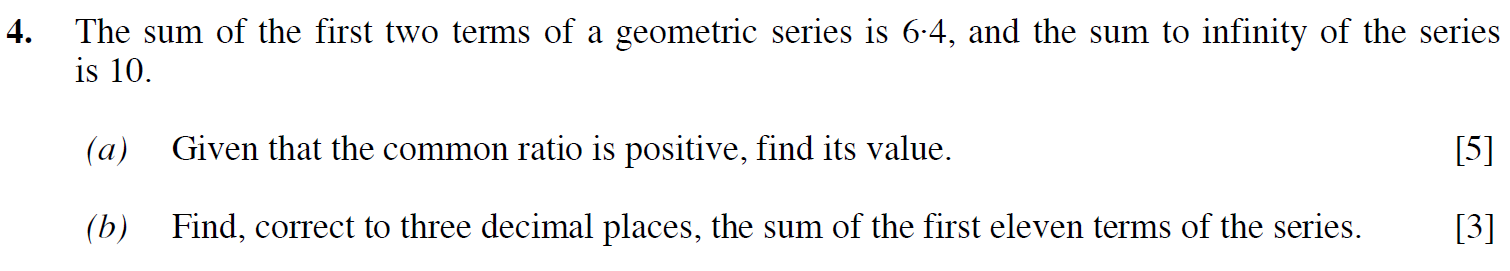 4. The sum of the first two terms of a geometric series is 6·4, and the sum to infinity of the series
is 10.
(a) Given that the common ratio is positive, find its value. [5]
(b) Find, correct to three decimal places, the sum of the first eleven terms of the series. [3]